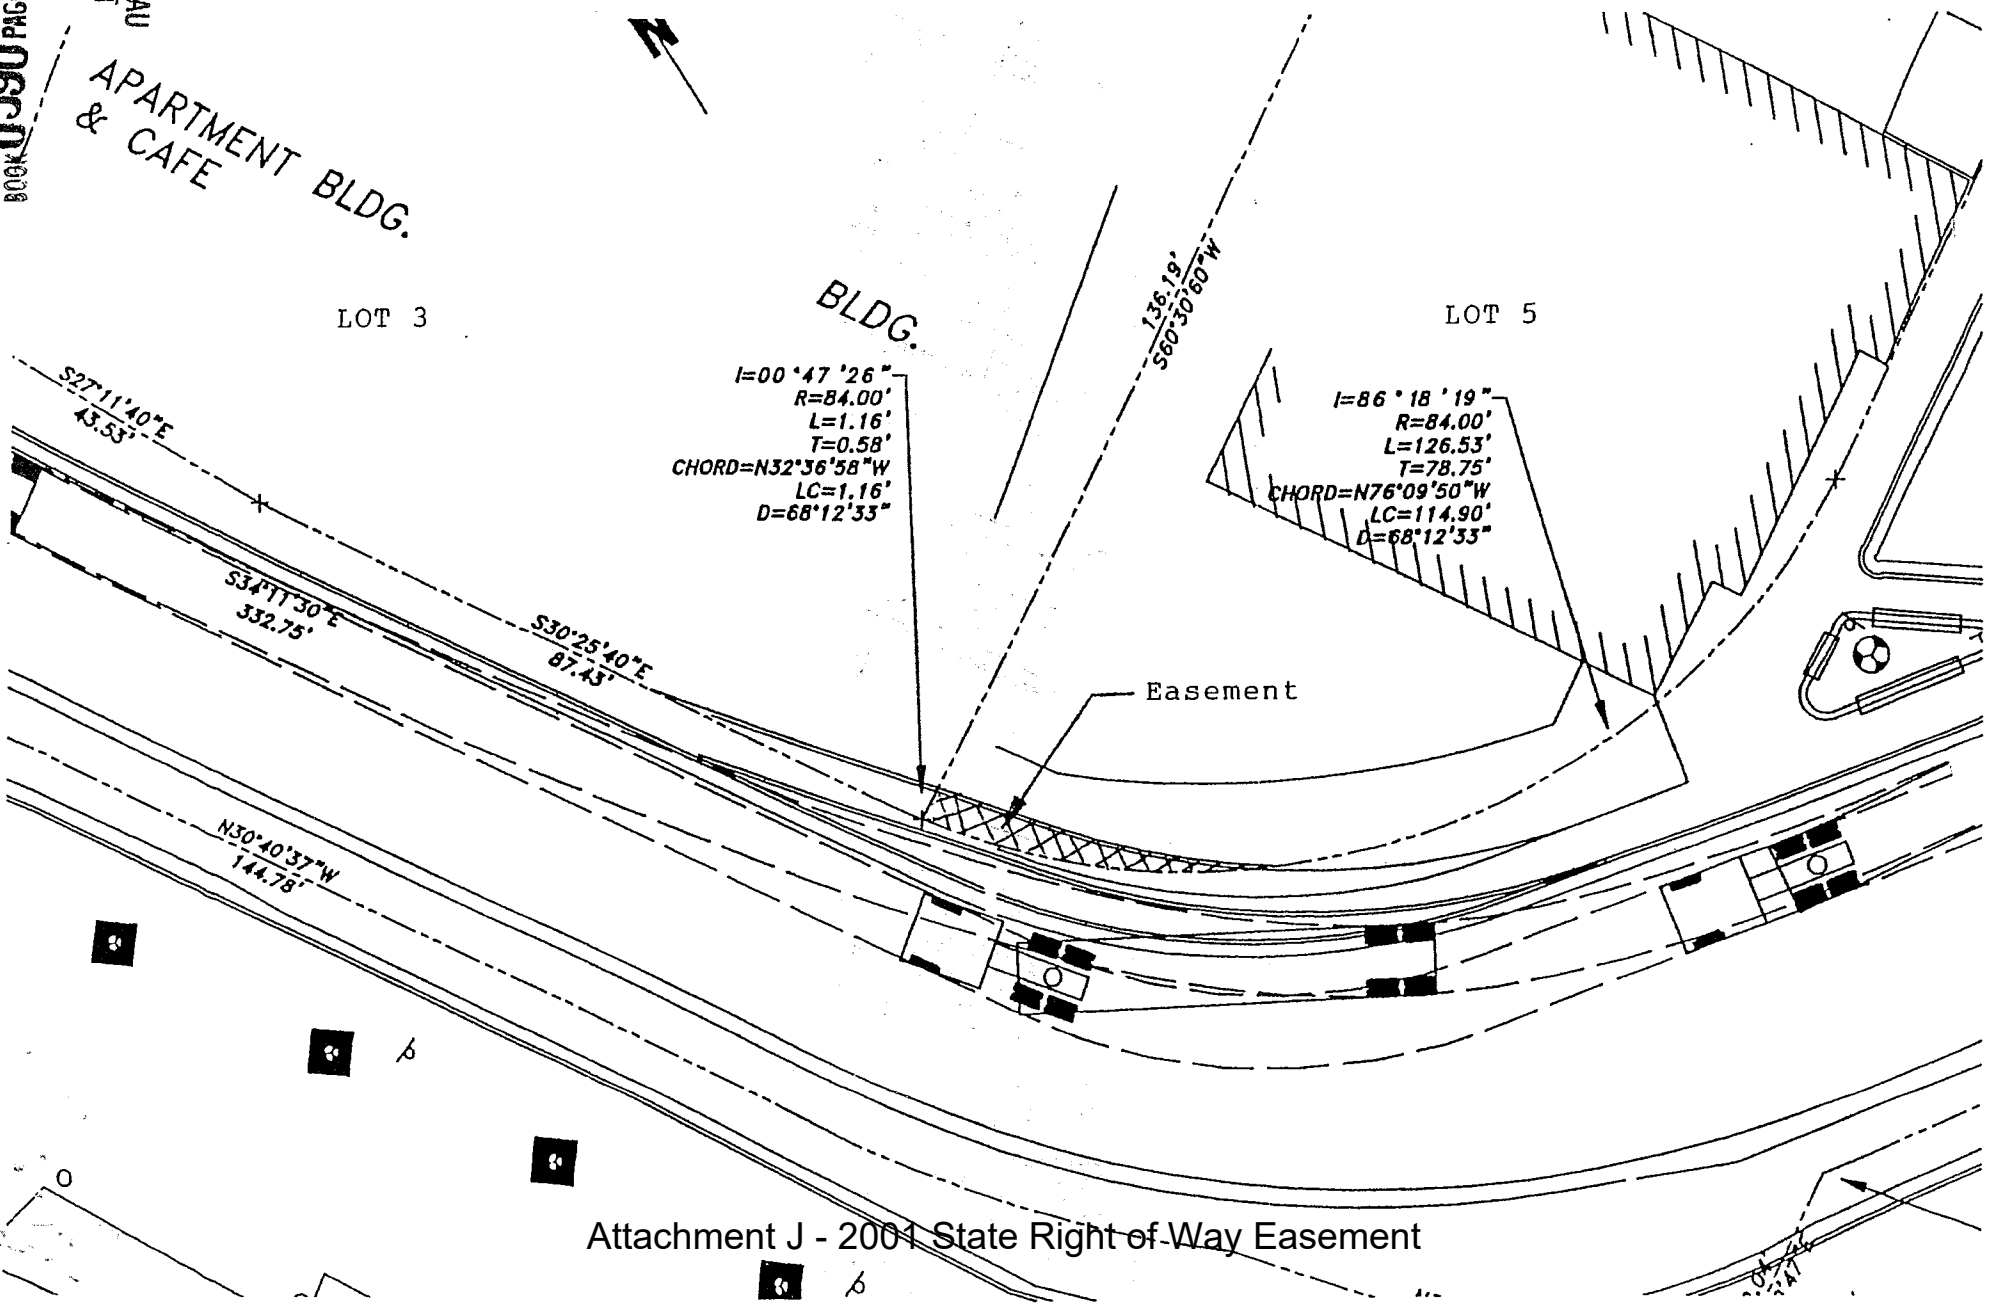 BOOK 0590 PAG
AU
APARTMENT BLDG.
& CAFE
LOT 3
BLDG.
136.19'
S60°30'60"W
LOT 5
S27°11'40"E
43.53'
I=00°47'26"
R=84.00'
L=1.16'
T=0.58'
CHORD=N32°36'58"W
LC=1.16'
D=68°12'33"
I=86°18'19"
R=84.00'
L=126.53'
T=78.75'
CHORD=N76°09'50"W
LC=114.90'
D=68°12'33"
S34°11'30"E
332.75'
S30°25'40"E
87.43'
Easement
N30°40'37"W
144.78'
Attachment J - 2001 State Right of Way Easement